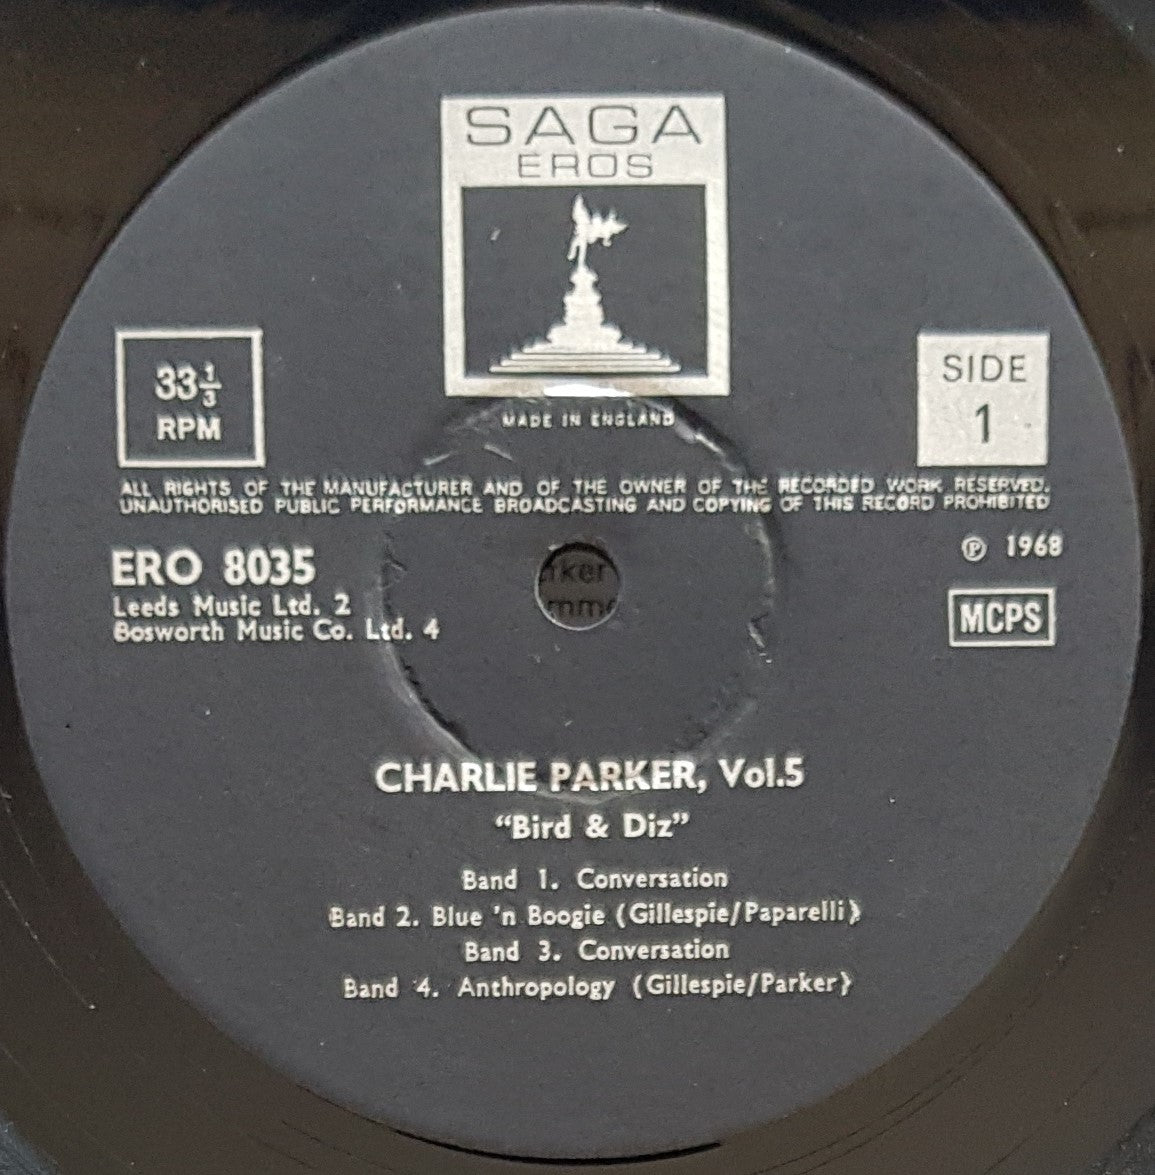 SAGA
EROS
33⅓
RPM
SIDE
1
MADE IN ENGLAND
ALL RIGHTS OF THE MANUFACTURER AND OF THE OWNER OF THE RECORDED WORK RESERVED.
UNAUTHORISED PUBLIC PERFORMANCE BROADCASTING AND COPYING OF THIS RECORD PROHIBITED
ERO 8035
℗ 1968
Leeds Music Ltd. 2
Bosworth Music Co. Ltd. 4
MCPS
CHARLIE PARKER, Vol.5
“Bird & Diz”
Band 1. Conversation
Band 2. Blue 'n Boogie (Gillespie/Paparelli)
Band 3. Conversation
Band 4. Anthropology (Gillespie/Parker)